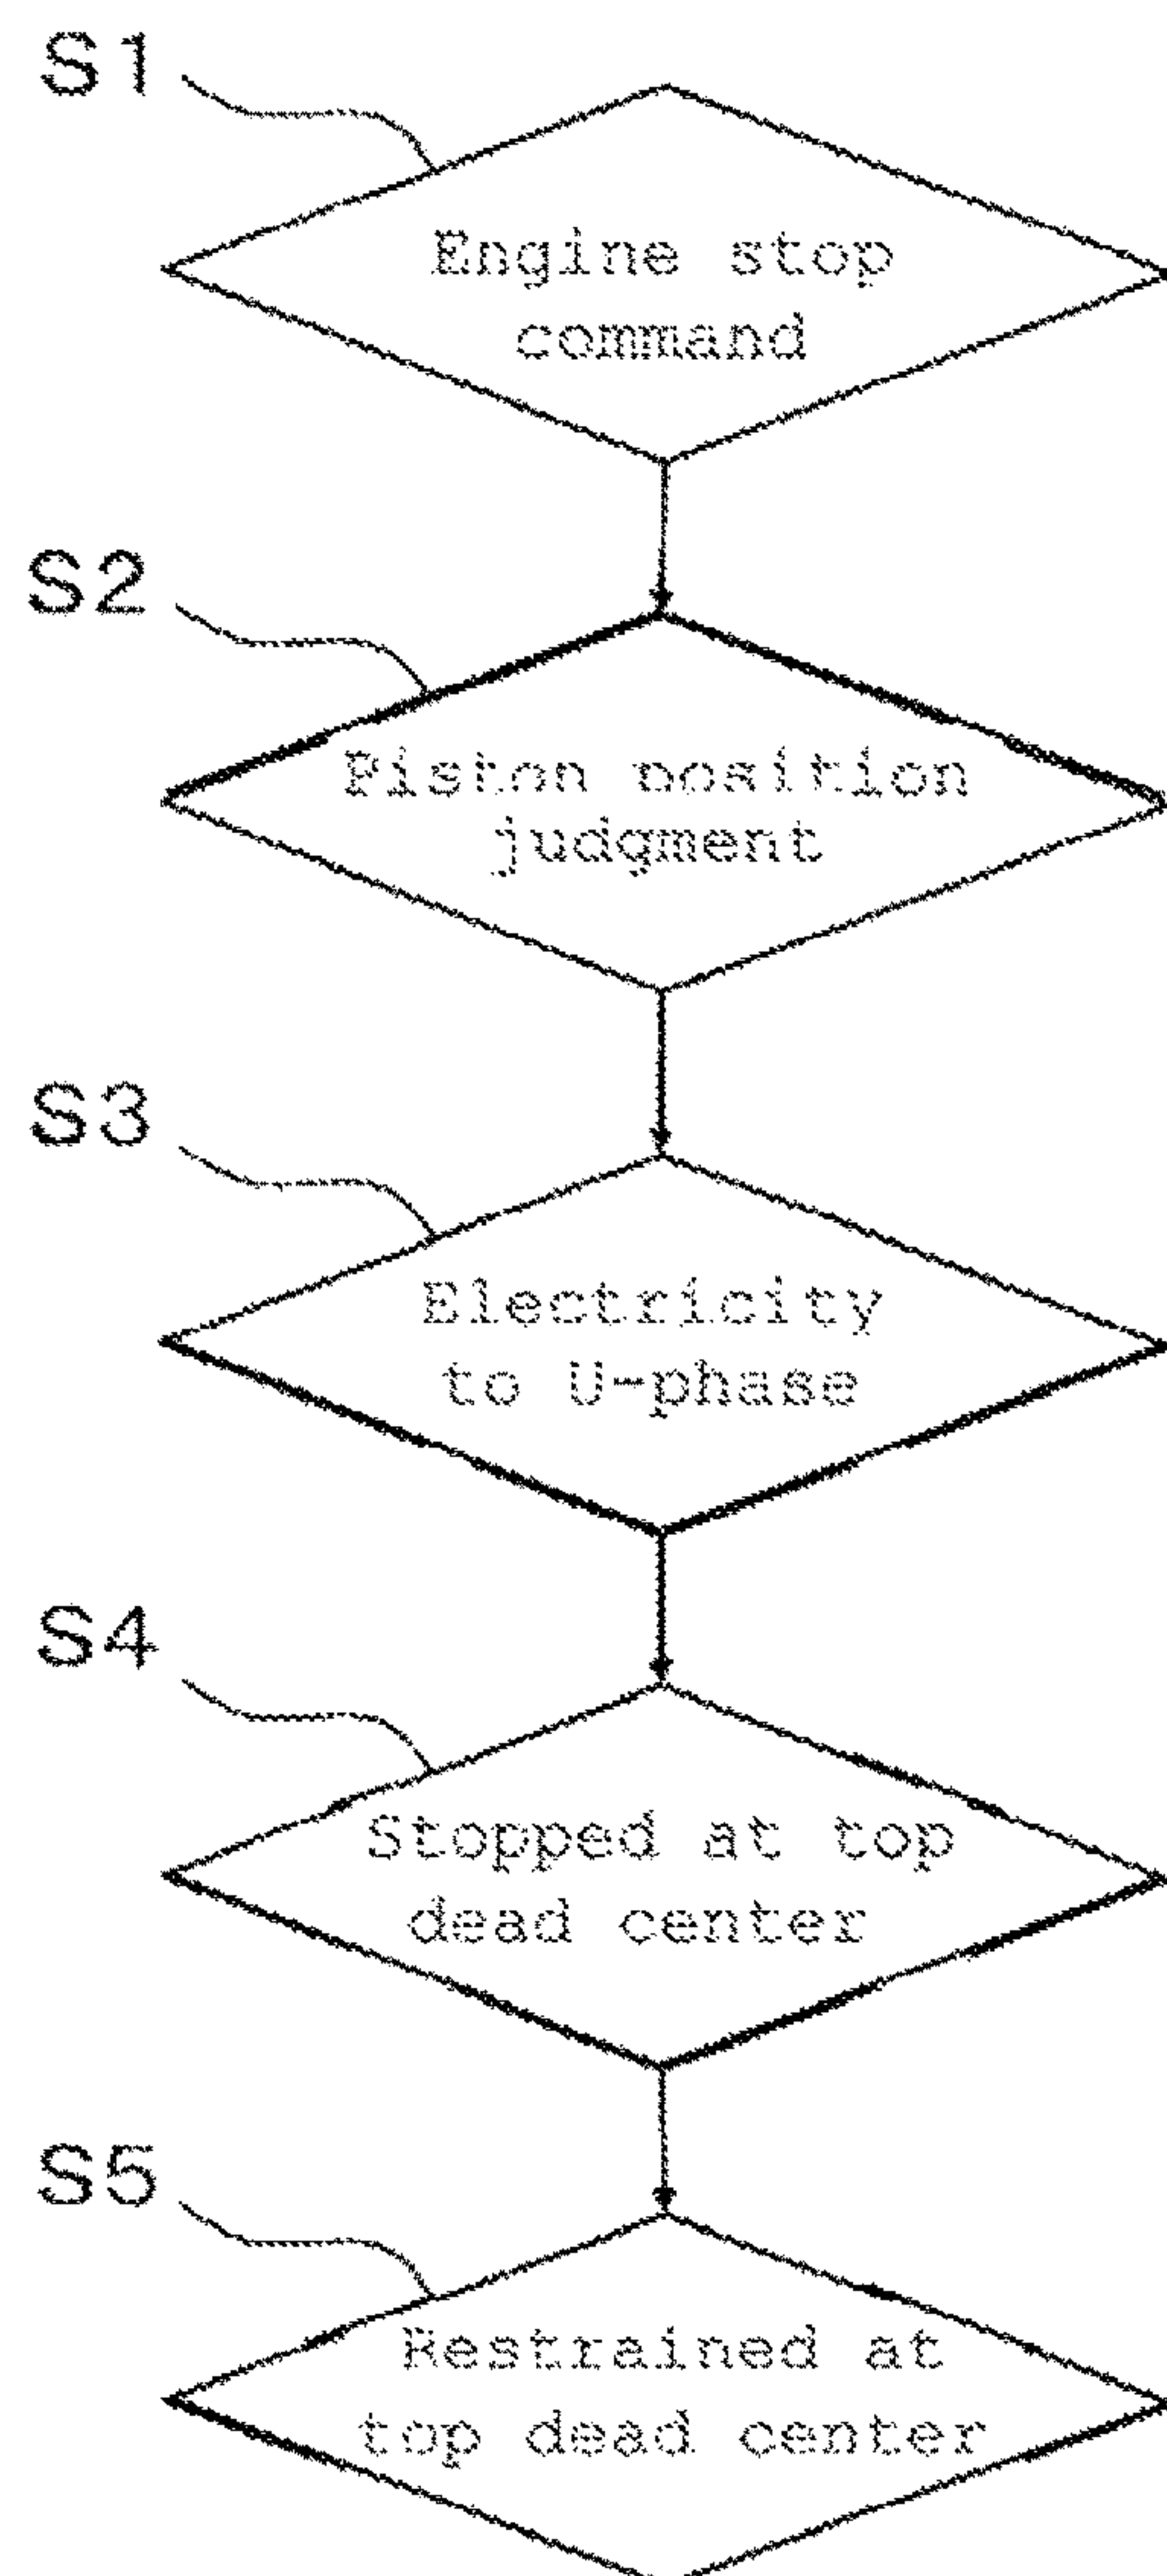 S1
Engine stop
command
S2
Piston position
judgment
S3
Electricity
to U-phase
S4
Stopped at top
dead center
S5
Restrained at
top dead center